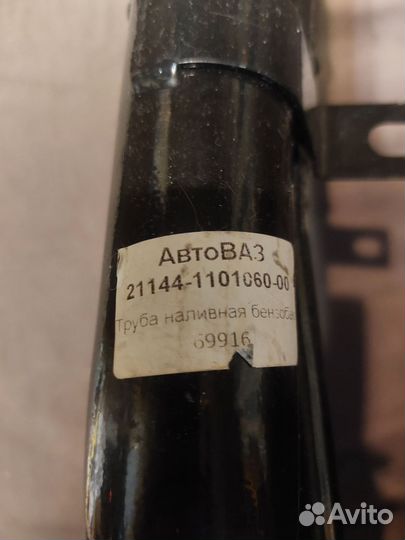 АвтоВАЗ
21144-1101060-00
Труба наливная бензоба
69916
Avito